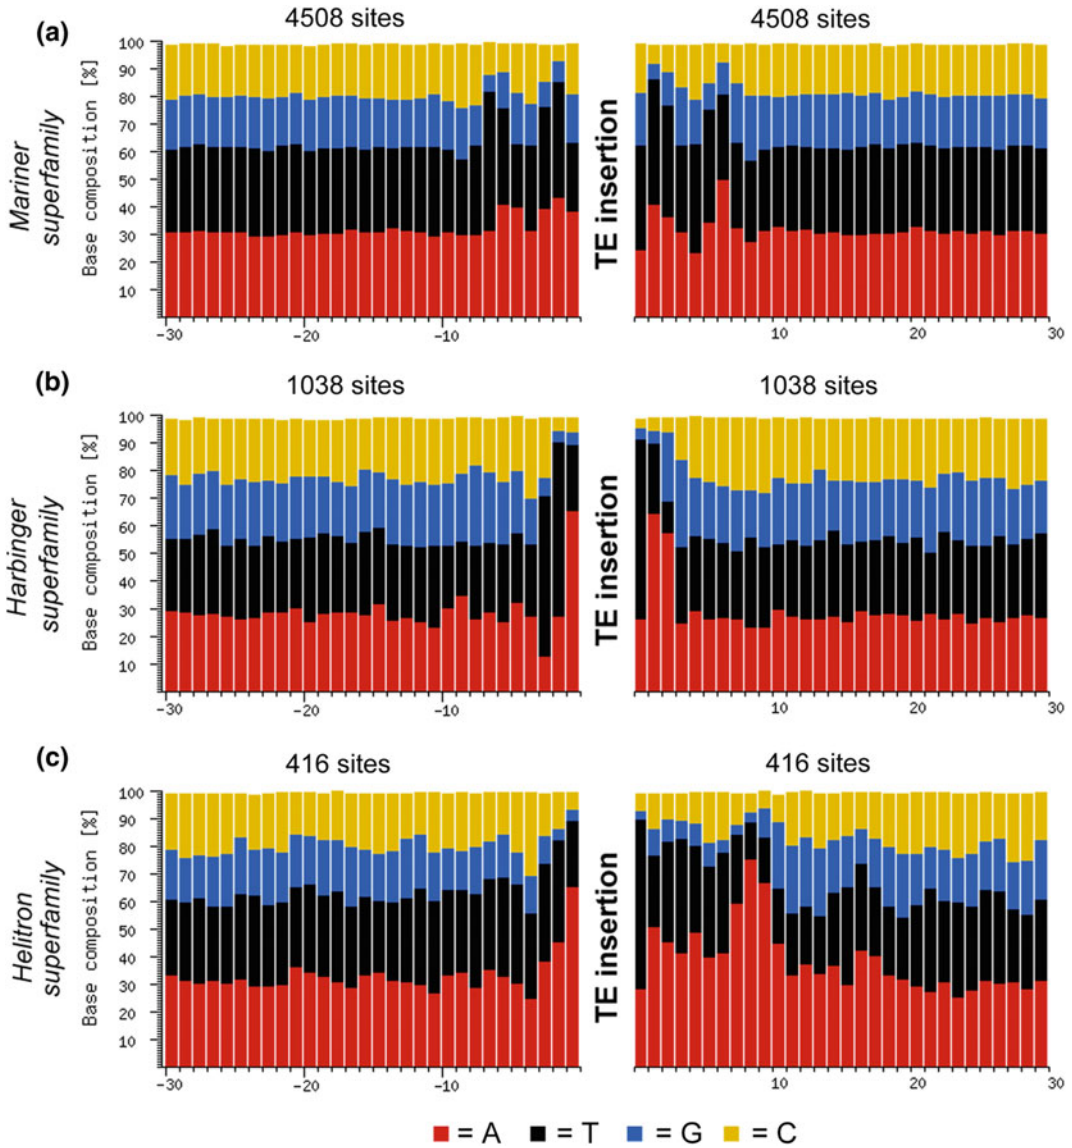 (a)
4508 sites
4508 sites
Mariner
superfamily
Base composition [%]
100
90
80
70
60
50
40
30
20
10
-30
-20
-10
TE insertion
10
20
30
(b)
1038 sites
1038 sites
Harbinger
superfamily
Base composition [%]
100
90
80
70
60
50
40
30
20
10
-30
-20
-10
TE insertion
10
20
30
(c)
416 sites
416 sites
Helitron
superfamily
Base composition [%]
100
90
80
70
60
50
40
30
20
10
-30
-20
-10
TE insertion
10
20
30
= A = T = G = C